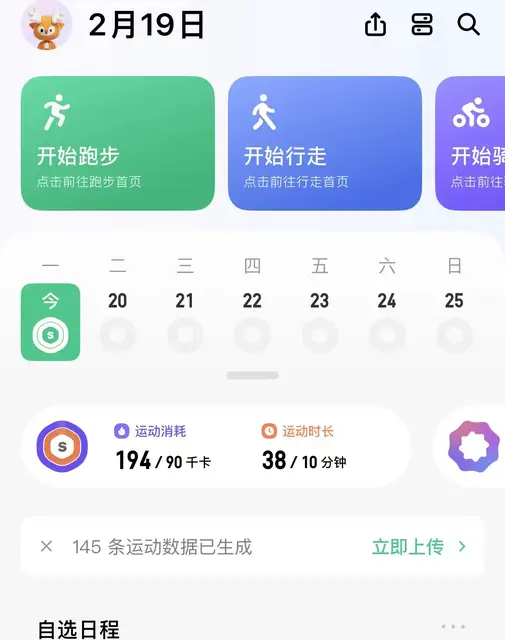 2月19日
开始跑步
点击前往跑步首页
开始行走
点击前往行走首页
开始骑
点击前往
一 二 三 四 五 六 日
今 20 21 22 23 24 25
S
运动消耗
194 / 90 千卡
运动时长
38 / 10 分钟
S
145 条运动数据已生成
立即上传 >
自选日程